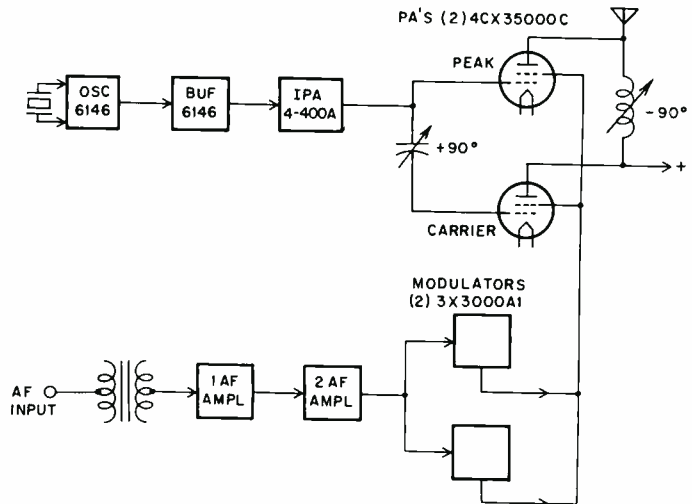 PA'S (2) 4CX35000C
PEAK
OSC
6146
BUF
6146
IPA
4-400A
+90°
-90°
+
CARRIER
MODULATORS
(2) 3X3000A1
AF
INPUT
1 AF
AMPL
2 AF
AMPL